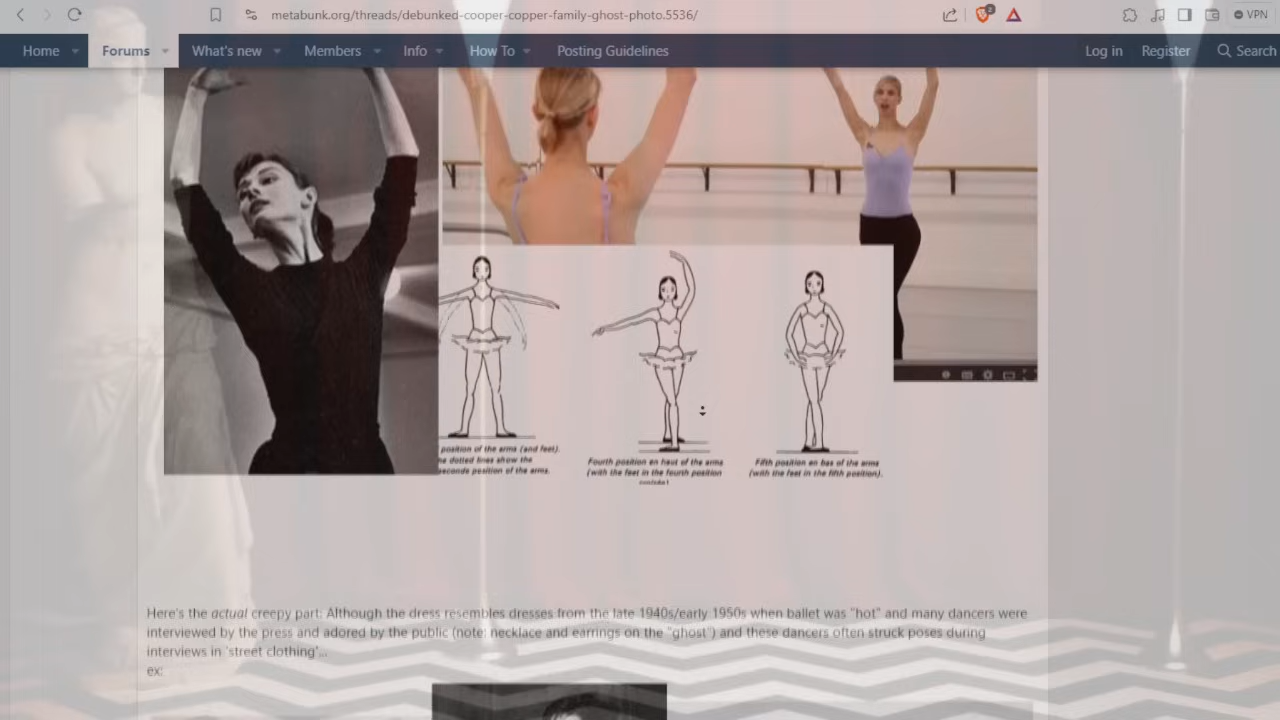 metabunk.org/threads/debunked-cooper-copper-family-ghost-photo.5536/
2
VPN
Home Forums What's new Members Info How To Posting Guidelines Log in Register Search
position of the arms (and feet).
dotted lines show the
seconds position of the arms.
Fourth position en haut of the arms
(with the feet in the fourth position
Fifth position en bas of the arms
(with the feet in the fifth position).
Here's the actual creepy part: Although the dress resembles dresses from the late 1940s/early 1950s when ballet was "hot" and many dancers were
interviewed by the press and adored by the public (note: necklace and earrings on the "ghost") and these dancers often struck poses during
interviews in 'street clothing'...
ex: